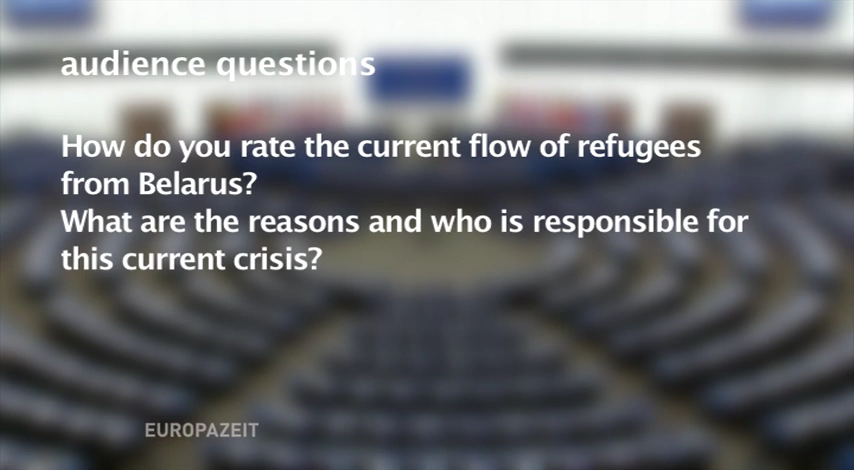 audience questions
How do you rate the current flow of refugees
from Belarus?
What are the reasons and who is responsible for
this current crisis?
EUROPAZEIT